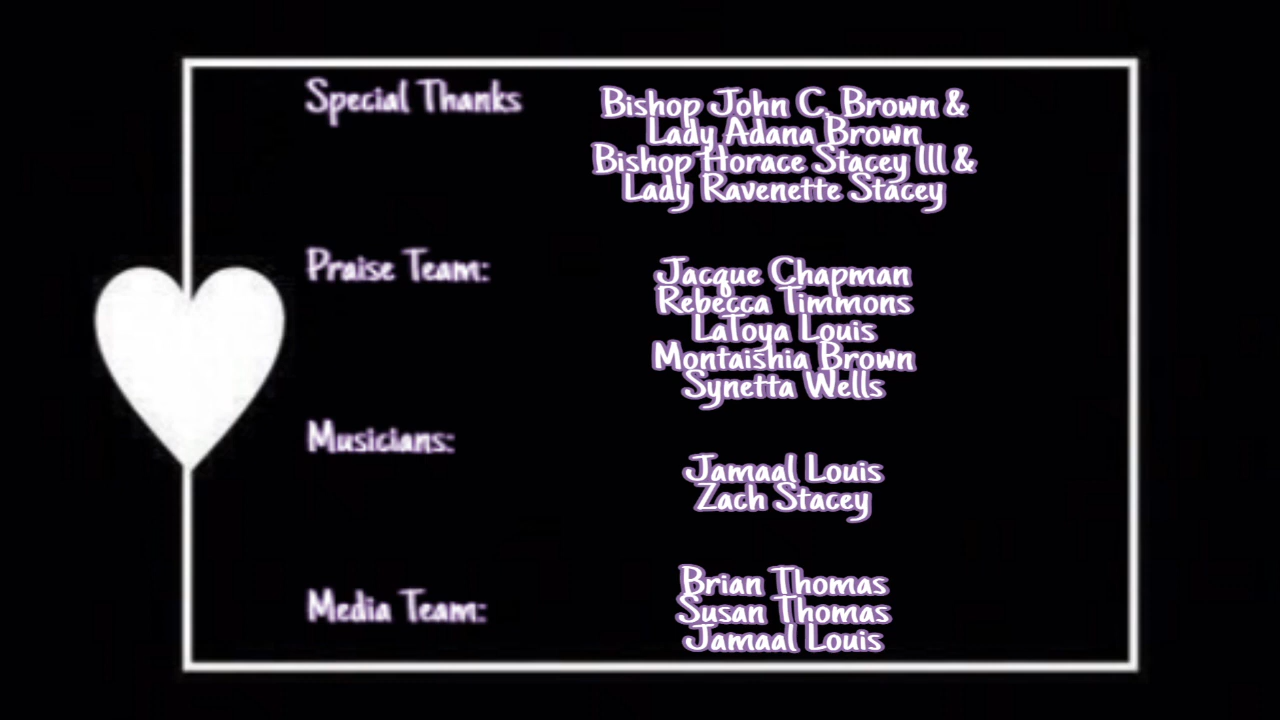 Special Thanks
Bishop John C. Brown &
Lady Adana Brown
Bishop Horace Stacey III &
Lady Ravenette Stacey
Praise Team:
Jacque Chapman
Rebecca Timmons
LaToya Louis
Montaishia Brown
Synetta Wells
Musicians:
Jamaal Louis
Zach Stacey
Media Team:
Brian Thomas
Susan Thomas
Jamaal Louis